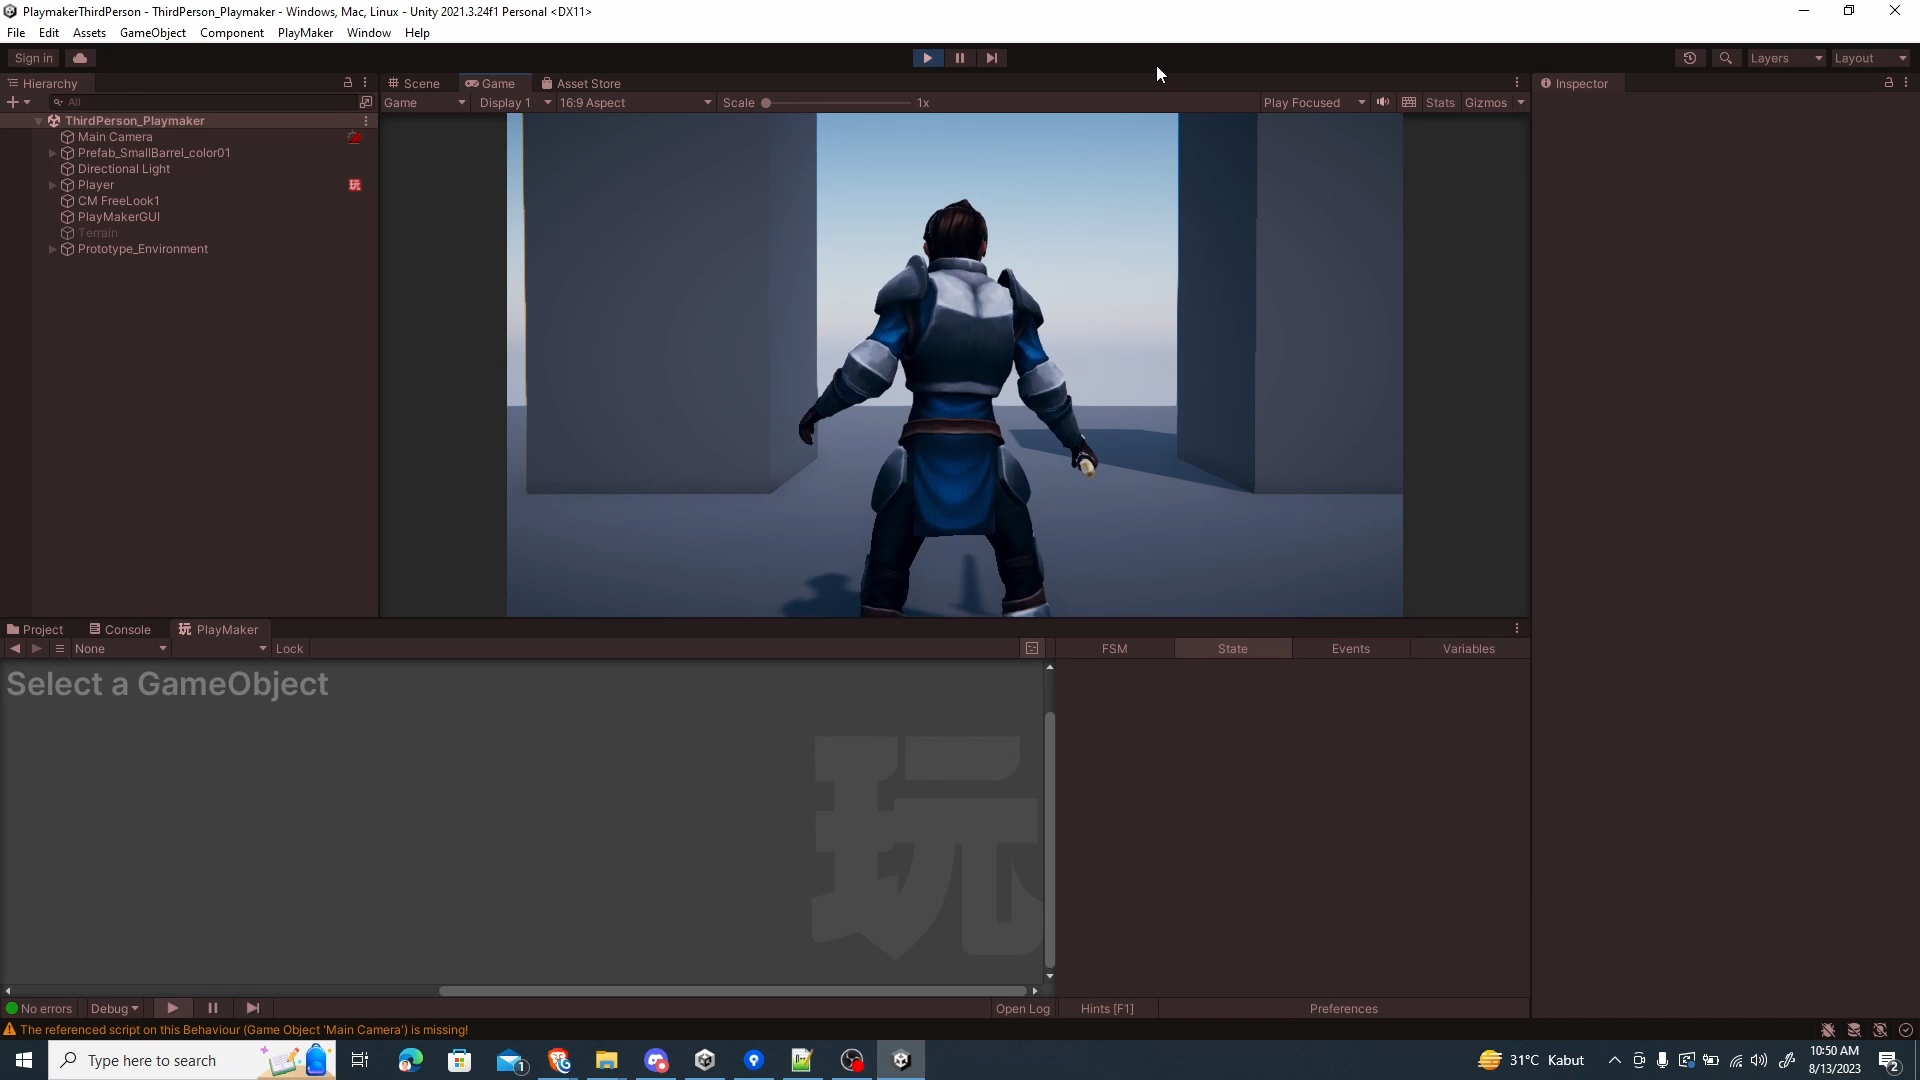 PlaymakerThirdPerson - ThirdPerson_Playmaker - Windows, Mac, Linux - Unity 2021.3.24f1 Personal <DX11>
File Edit Assets GameObject Component PlayMaker Window Help
Sign in Layers Layout
Hierarchy Scene Game Asset Store Inspector
All Game Display 1 16:9 Aspect Scale 1x Play Focused Stats Gizmos
ThirdPerson_Playmaker
Main Camera
Prefab_SmallBarrel_color01
Directional Light
Player 玩
CM FreeLook1
PlayMakerGUI
Terrain
Prototype_Environment
Project Console 玩 PlayMaker
None Lock FSM State Events Variables
Select a GameObject
玩
No errors Debug Open Log Hints [F1] Preferences
The referenced script on this Behaviour (Game Object 'Main Camera') is missing!
Type here to search 1 31°C Kabut 10:50 AM
8/13/2023 2